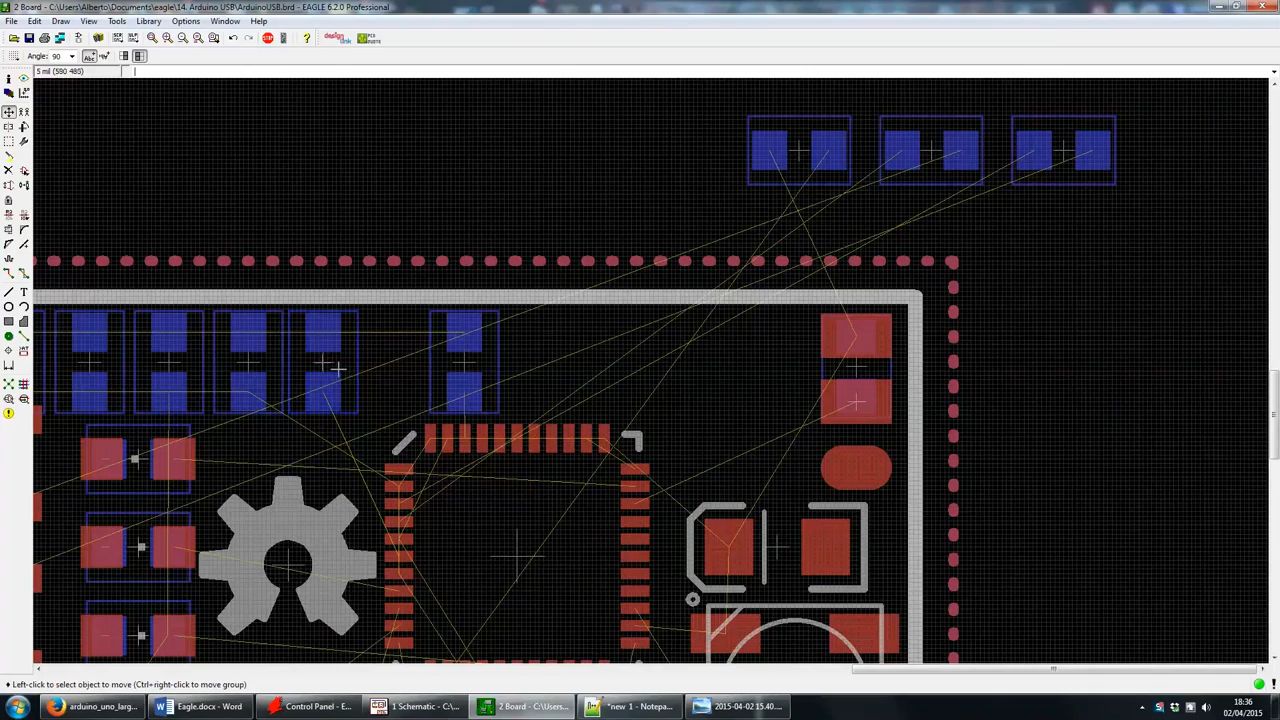 2 Board - C:\Users\Alberto\Documents\eagle\14. Arduino USB\ArduinoUSB.brd - EAGLE 6.2.0 Professional
File Edit Draw View Tools Library Options Window Help
Angle: 90
5 mil (590 485)
Left-click to select object to move (Ctrl+right-click to move group)
arduino_uno_larg...
Eagle.docx - Word
Control Panel - E...
1 Schematic - C:\...
2 Board - C:\Users...
*new 1 - Notepa...
2015-04-02 15.40....
18:36
02/04/2015